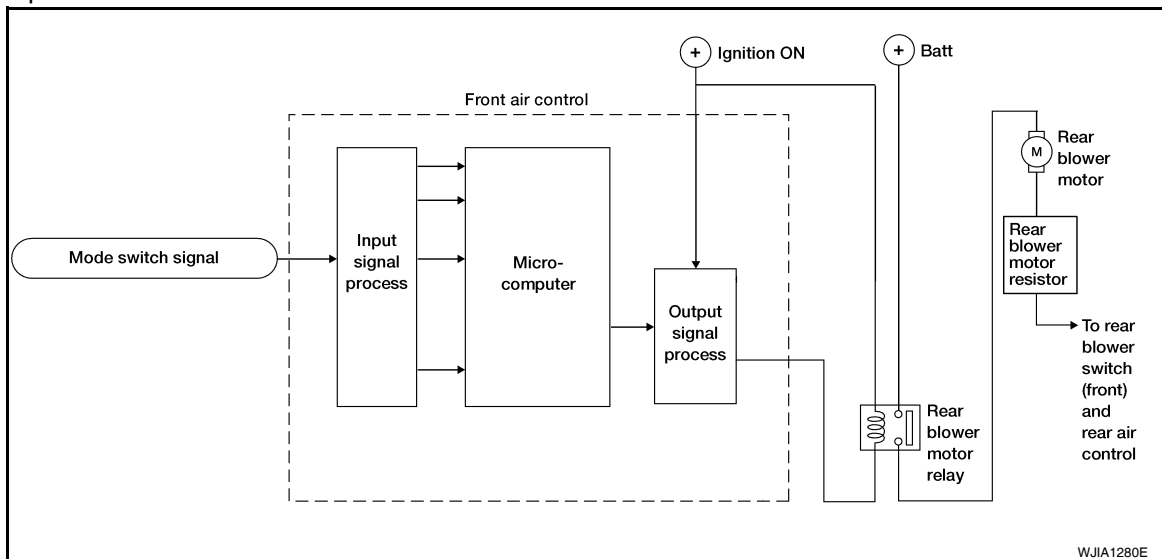 +
Ignition ON
+
Batt
Front air control
Rear
blower
motor
M
Rear
blower
motor
resistor
Mode switch signal
Input
signal
process
Micro-
computer
Output
signal
process
To rear
blower
switch
(front)
and
rear air
control
Rear
blower
motor
relay
WJIA1280E